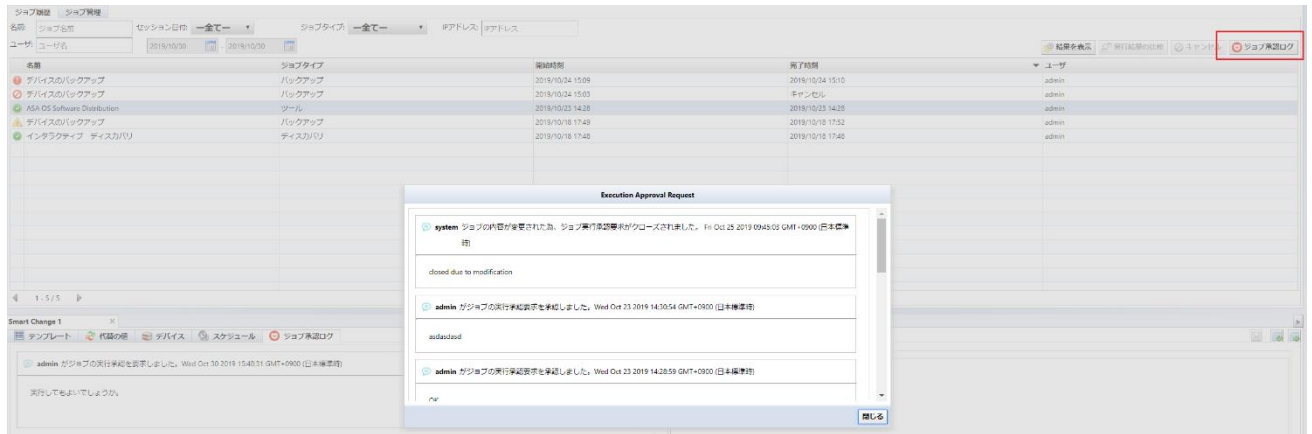 ジョブ履歴 ジョブ管理
名前: ジョブ名前 セッション日付: —全て— ジョブタイプ: —全て— IPアドレス: IPアドレス
ユーザ: ユーザ名 2019/10/30 - 2019/10/30 結果を表示 実行結果の比較 キャンセル ジョブ承認ログ
名前 ジョブタイプ 開始時刻 完了時刻 ユーザ
デバイスのバックアップ バックアップ 2019/10/24 15:09 2019/10/24 15:10 admin
デバイスのバックアップ バックアップ 2019/10/24 15:03 キャンセル admin
ASA OS Software Distribution ツール 2019/10/23 14:28 2019/10/23 14:28 admin
デバイスのバックアップ バックアップ 2019/10/18 17:49 2019/10/18 17:52 admin
インタラクティブ ディスカバリ ディスカバリ 2019/10/18 17:48 2019/10/18 17:48 admin
Execution Approval Request
system ジョブの内容が変更された為、ジョブ実行承認要求がクローズされました。 Fri Oct 25 2019 09:45:03 GMT+0900 (日本標準
時)
closed due to modification
admin がジョブの実行承認要求を承認しました。Wed Oct 23 2019 14:30:54 GMT+0900 (日本標準時)
asdasdasd
admin がジョブの実行承認要求を承認しました。Wed Oct 23 2019 14:28:59 GMT+0900 (日本標準時)
OK
閉じる
1 - 5 / 5
Smart Change 1
テンプレート 代替の値 デバイス スケジュール ジョブ承認ログ
admin がジョブの実行承認を要求しました。Wed Oct 30 2019 15:48:31 GMT+0900 (日本標準時)
実行してもよいでしょうか。